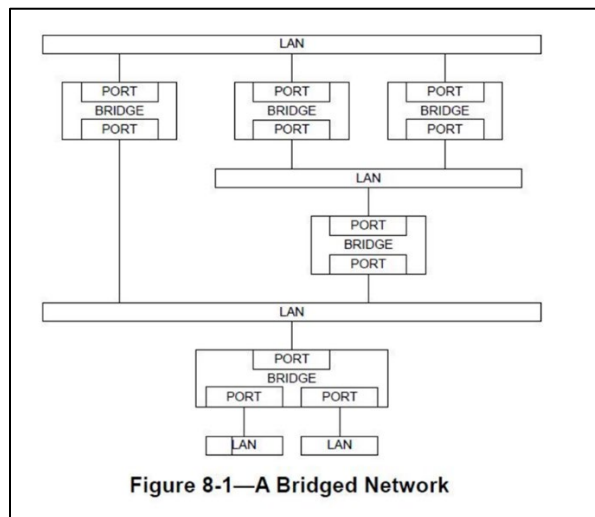 LAN
PORT PORT PORT
BRIDGE BRIDGE BRIDGE
PORT PORT PORT
LAN
PORT
BRIDGE
PORT
LAN
PORT
BRIDGE
PORT PORT
LAN LAN
Figure 8-1—A Bridged Network